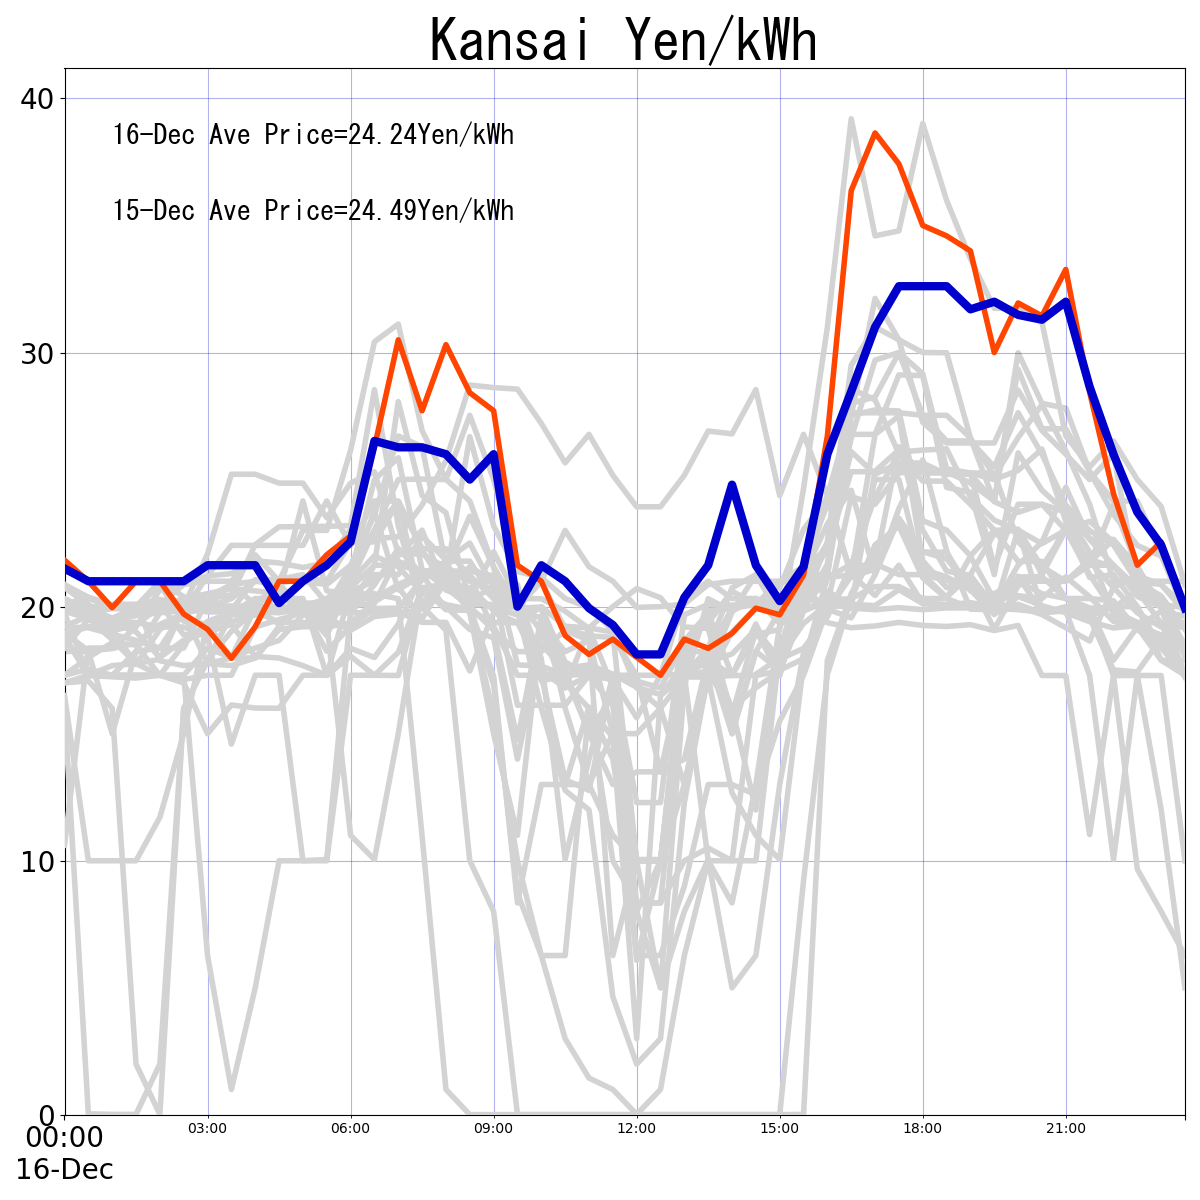 Kansai Yen/kWh
40
16-Dec Ave Price=24.24Yen/kWh
15-Dec Ave Price=24.49Yen/kWh
30
20
10
0
00:00 03:00 06:00 09:00 12:00 15:00 18:00 21:00
16-Dec